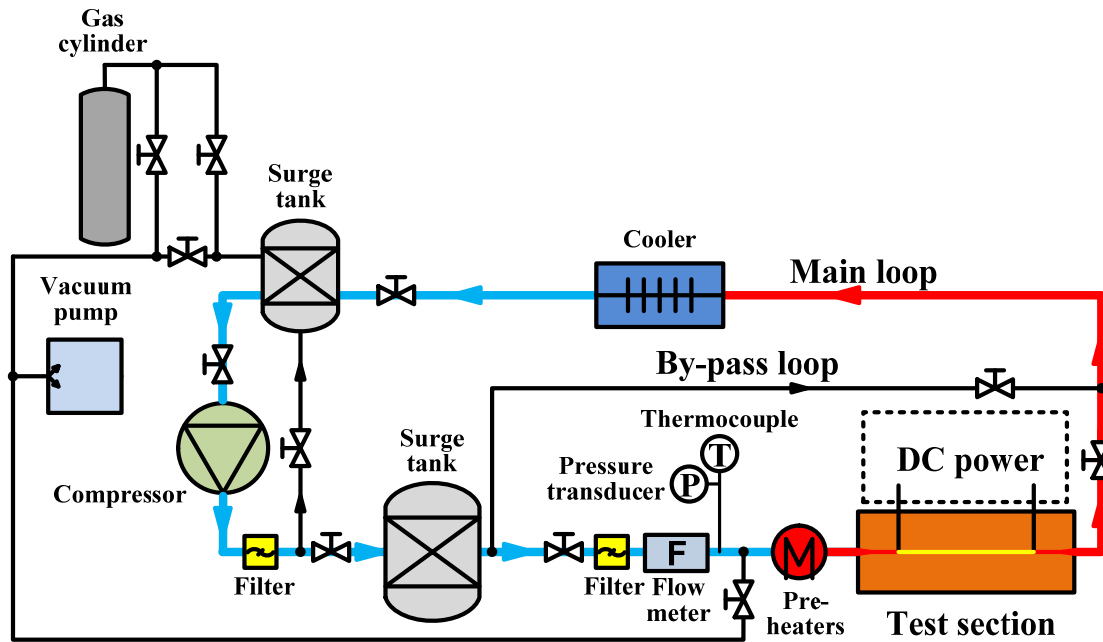 Gas
cylinder
Surge
tank
Cooler
Main loop
Vacuum
pump
By-pass loop
Thermocouple
T
Surge
tank
Pressure
transducer
P
DC power
Compressor
F
M
Filter
Filter
Flow
meter
Pre-
heaters
Test section